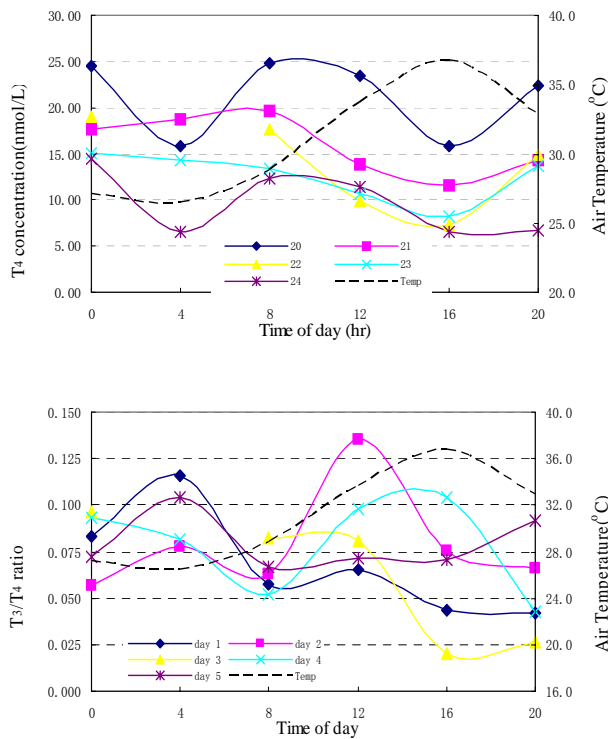 30.00
25.00
20.00
15.00
10.00
5.00
0.00
T4 concentration(nmol/L)
40.0
35.0
30.0
25.0
20.0
Air Temperature (°C)
20 21
22 23
24 Temp
0 4 8 12 16 20
Time of day (hr)
0.150
0.125
0.100
0.075
0.050
0.025
0.000
T3/T4 ratio
40.0
36.0
32.0
28.0
24.0
20.0
16.0
Air Temperature(°C)
day 1 day 2
day 3 day 4
day 5 Temp
0 4 8 12 16 20
Time of day